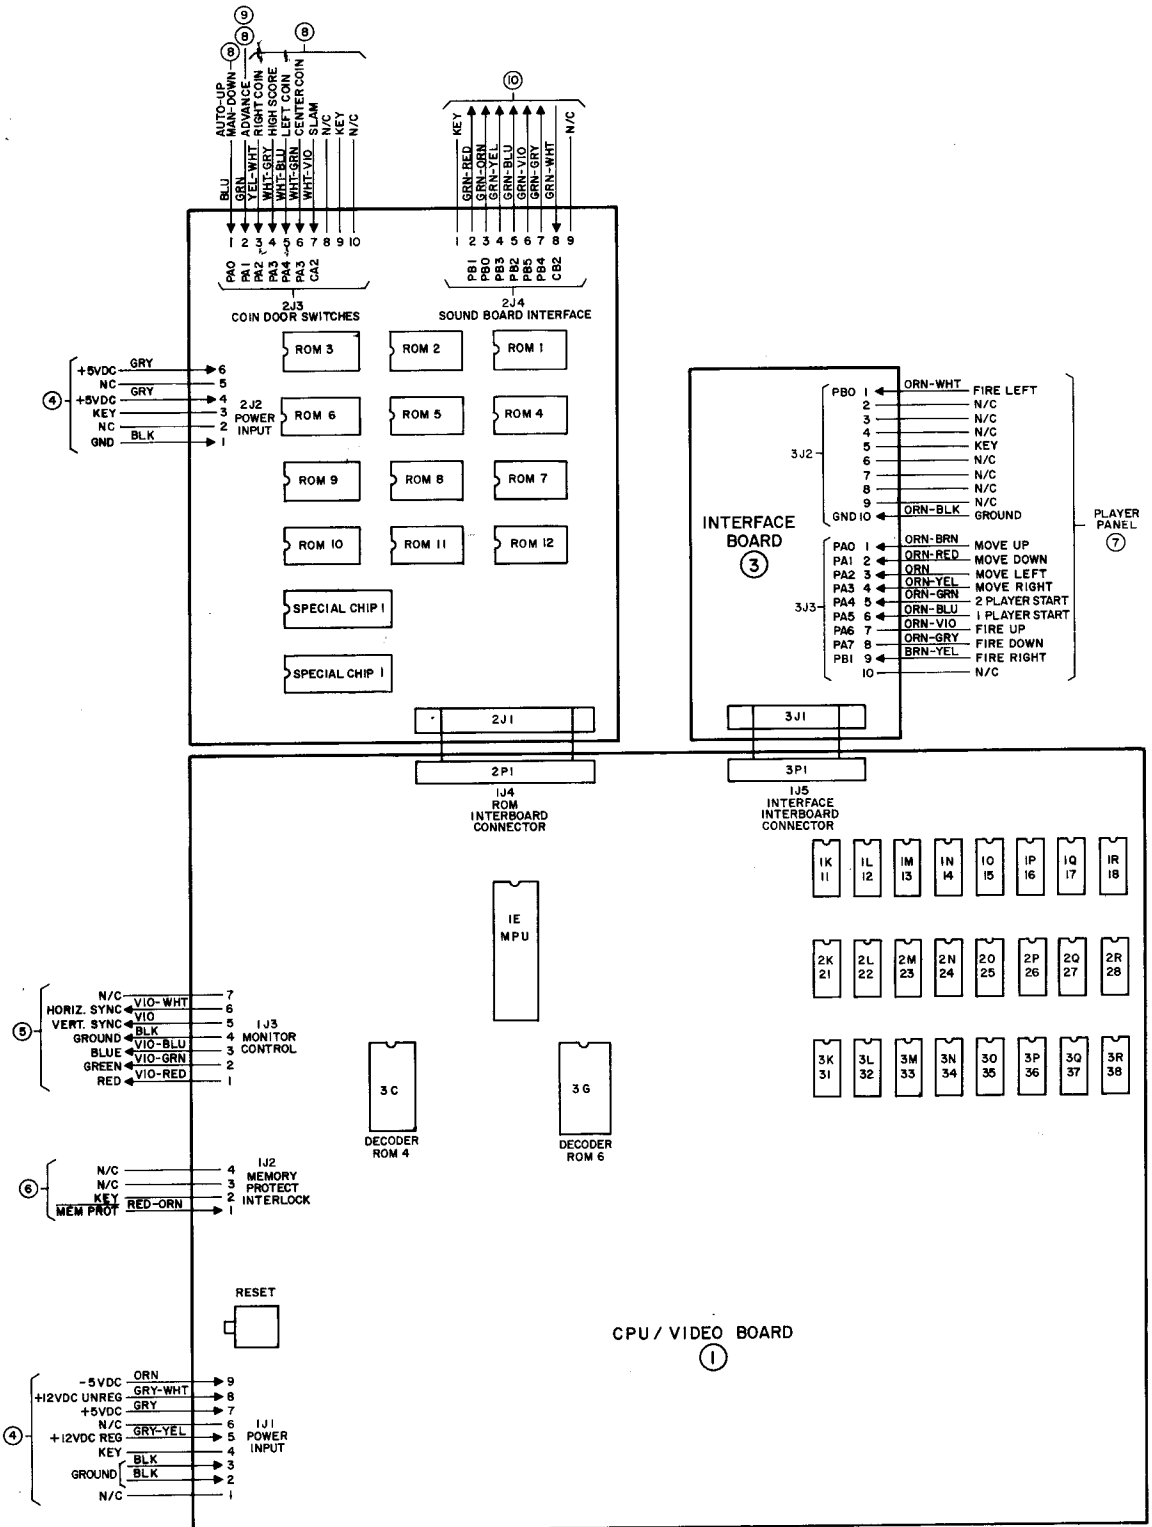 9
8 8 8
AUTO-UP
MAN-DOWN
ADVANCE
RIGHT COIN
HIGH SCORE
LEFT COIN
CENTER COIN
SLAM
N/C
KEY
N/C
BLU
GRN
YEL-WHT
WHT-GRY
WHT-BLU
WHT-GRN
WHT-VIO
1 2 3 4 5 6 7 8 9 10
PA0
PA1
PA2
PA3
PA4
PA3
CA2
2J3
COIN DOOR SWITCHES
10
KEY
GRN-RED
GRN-ORN
GRN-YEL
GRN-BLU
GRN-VIO
GRN-GRY
GRN-WHT
N/C
1 2 3 4 5 6 7 8 9
PB1
PB0
PB3
PB2
PB5
PB4
CB2
2J4
SOUND BOARD INTERFACE
ROM 3 ROM 2 ROM 1
ROM 6 ROM 5 ROM 4
ROM 9 ROM 8 ROM 7
ROM 10 ROM 11 ROM 12
SPECIAL CHIP 1
SPECIAL CHIP 1
4
+5VDC GRY 6
NC 5
+5VDC GRY 4
KEY 3
NC 2
GND BLK 1
2J2
POWER
INPUT
2J1
2P1
1J4
ROM
INTERBOARD
CONNECTOR
INTERFACE
BOARD
3
3J2
PB0 1 ORN-WHT FIRE LEFT
2 N/C
3 N/C
4 N/C
5 KEY
6 N/C
7 N/C
8 N/C
9 N/C
GND 10 ORN-BLK GROUND
3J3
PA0 1 ORN-BRN MOVE UP
PA1 2 ORN-RED MOVE DOWN
PA2 3 ORN MOVE LEFT
PA3 4 ORN-YEL MOVE RIGHT
PA4 5 ORN-GRN 2 PLAYER START
PA5 6 ORN-BLU 1 PLAYER START
PA6 7 ORN-VIO FIRE UP
PA7 8 ORN-GRY FIRE DOWN
PB1 9 BRN-YEL FIRE RIGHT
10 N/C
PLAYER
PANEL
7
3J1
3P1
1J5
INTERFACE
INTERBOARD
CONNECTOR
1K 1L 1M 1N 1O 1P 1Q 1R
11 12 13 14 15 16 17 18
2K 2L 2M 2N 2O 2P 2Q 2R
21 22 23 24 25 26 27 28
3K 3L 3M 3N 3O 3P 3Q 3R
31 32 33 34 35 36 37 38
1E
MPU
3C
DECODER
ROM 4
3G
DECODER
ROM 6
5
N/C 7
HORIZ. SYNC VIO-WHT 6
VERT. SYNC VIO 5
GROUND BLK 4
BLUE VIO-BLU 3
GREEN VIO-GRN 2
RED VIO-RED 1
1J3
MONITOR
CONTROL
6
N/C 4
N/C 3
KEY 2
MEM PROT RED-ORN 1
1J2
MEMORY
PROTECT
INTERLOCK
RESET
CPU / VIDEO BOARD
1
4
-5VDC ORN 9
+12VDC UNREG GRY-WHT 8
+5VDC GRY 7
N/C 6
+12VDC REG GRY-YEL 5
KEY 4
GROUND BLK 3
BLK 2
N/C 1
1J1
POWER
INPUT